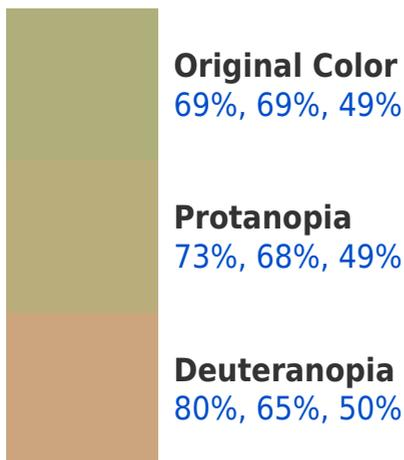 Original Color
69%, 69%, 49%
Protanopia
73%, 68%, 49%
Deuteranopia
80%, 65%, 50%